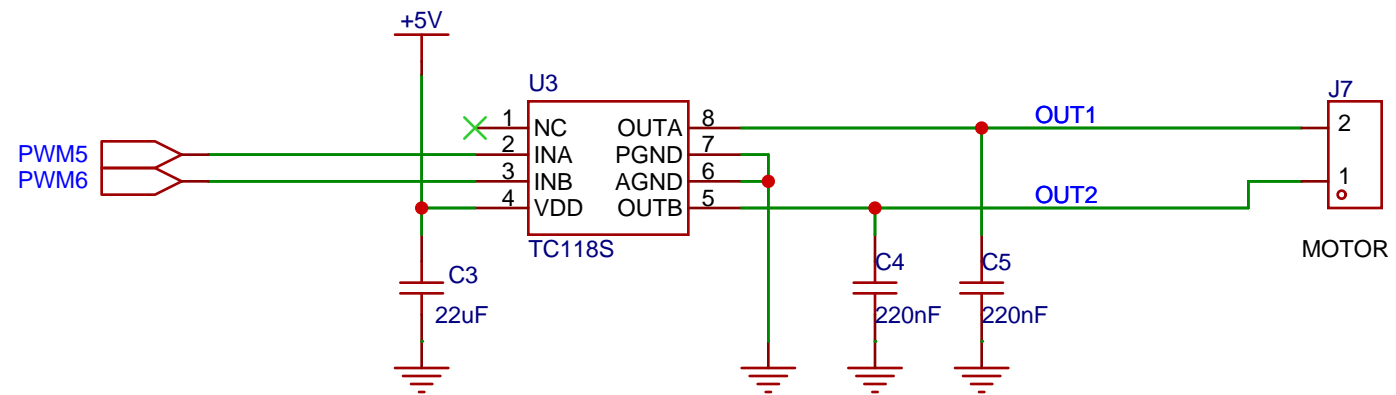 +5V
U3
J7
1 NC OUTA 8 OUT1 2
PWM5 2 INA PGND 7
PWM6 3 INB AGND 6 1
4 VDD OUTB 5 OUT2
TC118S MOTOR
C3 C4 C5
22uF 220nF 220nF